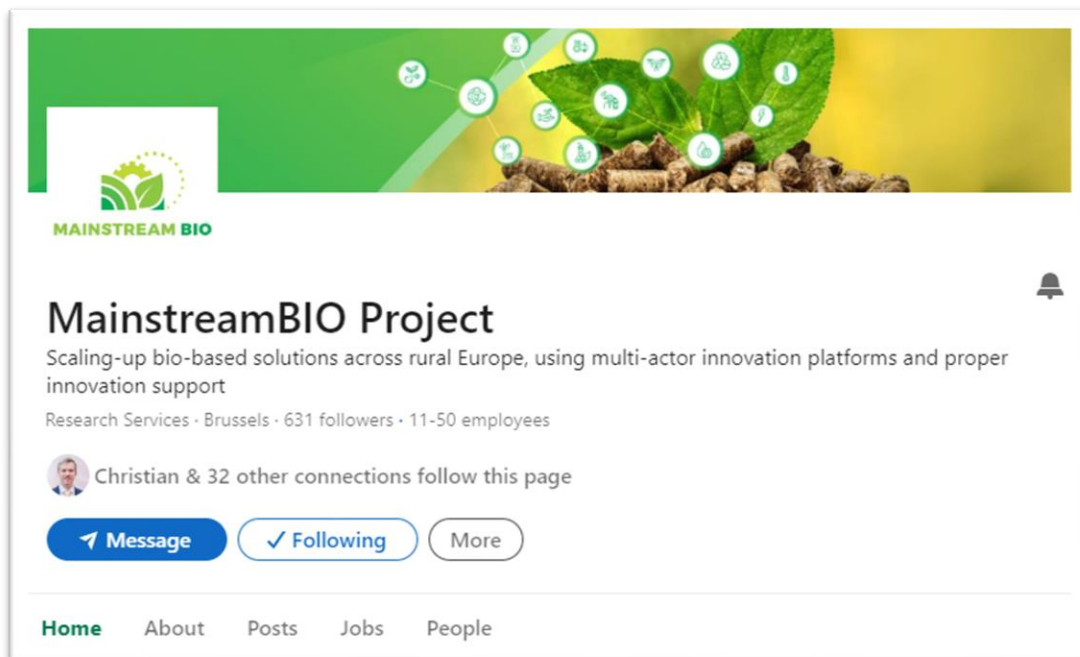 MAINSTREAM BIO
MainstreamBIO Project
Scaling-up bio-based solutions across rural Europe, using multi-actor innovation platforms and proper
innovation support
Research Services · Brussels · 631 followers · 11-50 employees
Christian & 32 other connections follow this page
Message
Following
More
Home About Posts Jobs People